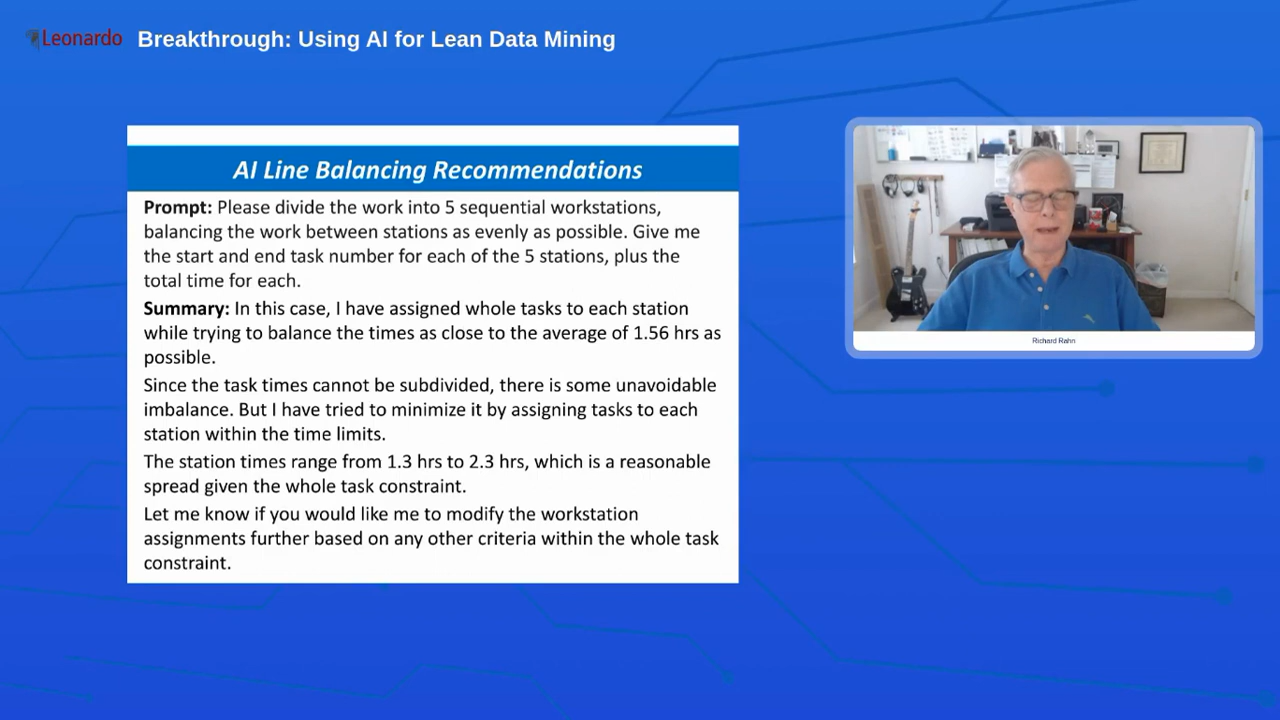 Leonardo
Breakthrough: Using AI for Lean Data Mining
AI Line Balancing Recommendations
Prompt: Please divide the work into 5 sequential workstations,
balancing the work between stations as evenly as possible. Give me
the start and end task number for each of the 5 stations, plus the
total time for each.
Summary: In this case, I have assigned whole tasks to each station
while trying to balance the times as close to the average of 1.56 hrs as
possible.
Since the task times cannot be subdivided, there is some unavoidable
imbalance. But I have tried to minimize it by assigning tasks to each
station within the time limits.
The station times range from 1.3 hrs to 2.3 hrs, which is a reasonable
spread given the whole task constraint.
Let me know if you would like me to modify the workstation
assignments further based on any other criteria within the whole task
constraint.
Richard Rahn